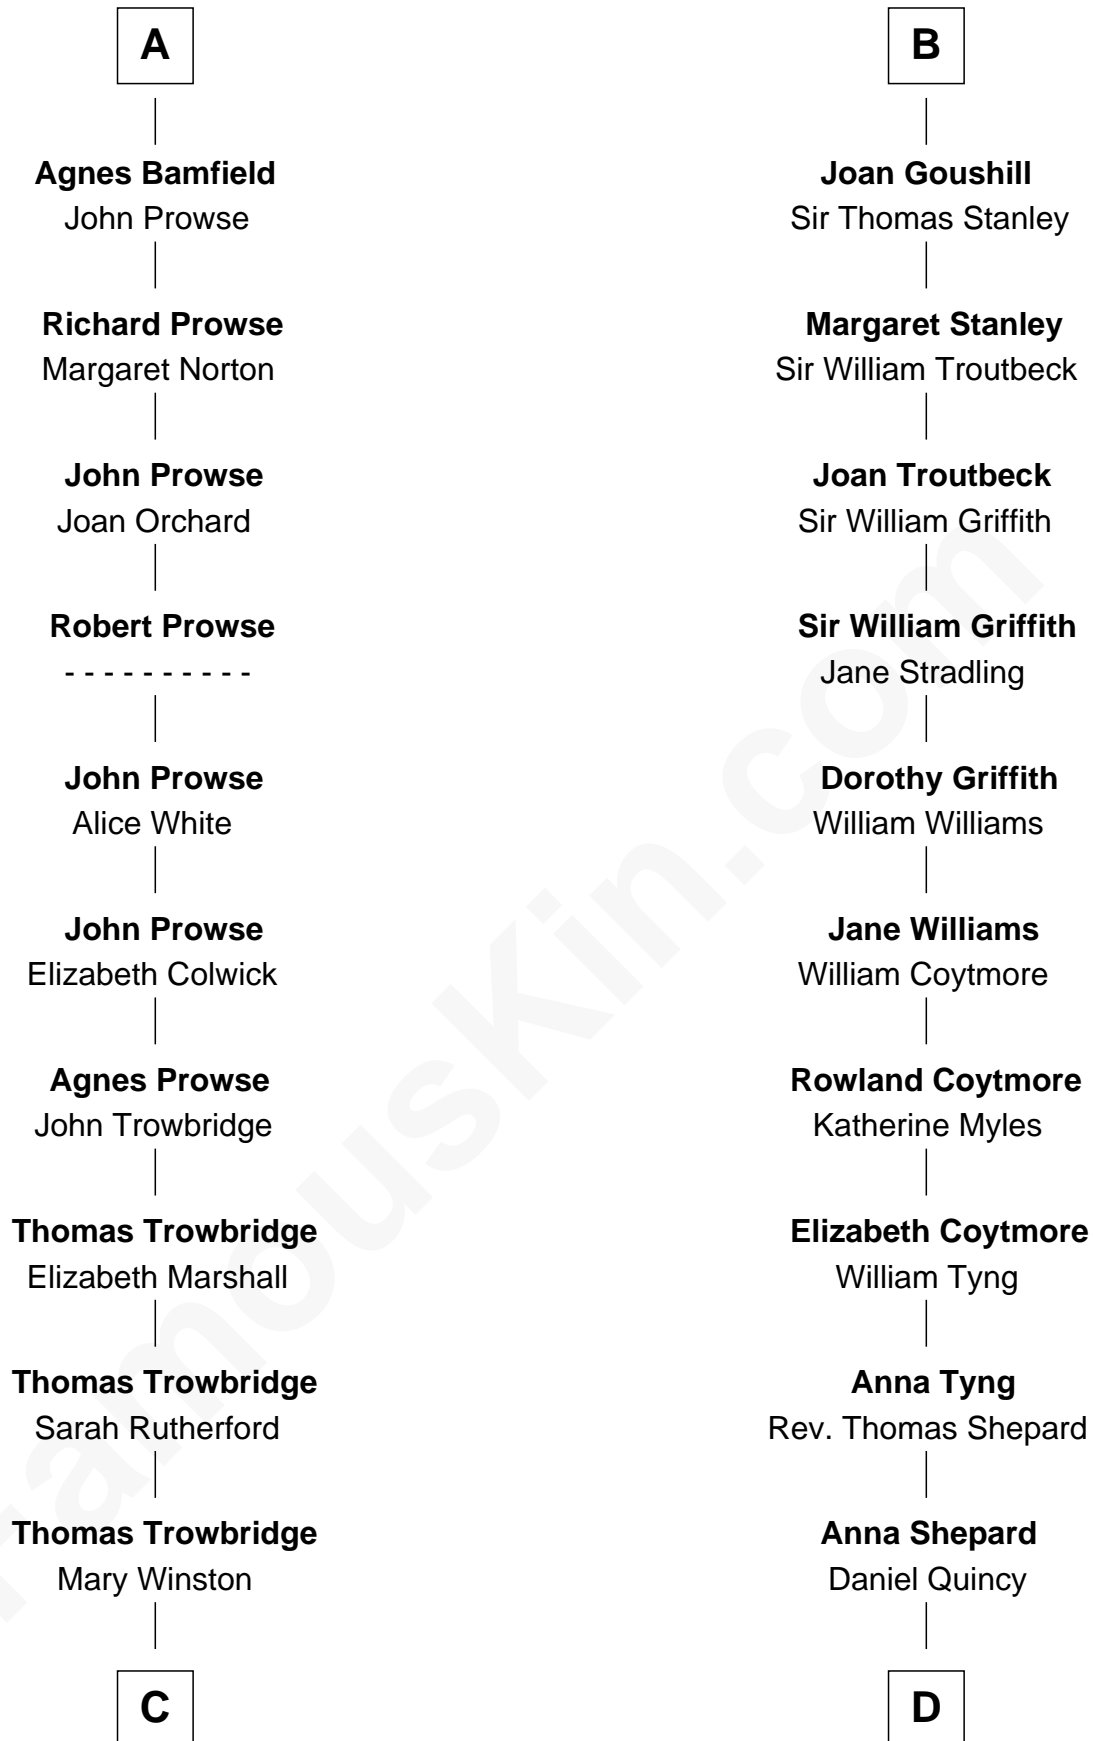 A
Agnes Bamfield
John Prowse
Richard Prowse
Margaret Norton
John Prowse
Joan Orchard
Robert Prowse
- - - - - - - - - -
John Prowse
Alice White
John Prowse
Elizabeth Colwick
Agnes Prowse
John Trowbridge
Thomas Trowbridge
Elizabeth Marshall
Thomas Trowbridge
Sarah Rutherford
Thomas Trowbridge
Mary Winston
C
B
Joan Goushill
Sir Thomas Stanley
Margaret Stanley
Sir William Troutbeck
Joan Troutbeck
Sir William Griffith
Sir William Griffith
Jane Stradling
Dorothy Griffith
William Williams
Jane Williams
William Coytmore
Rowland Coytmore
Katherine Myles
Elizabeth Coytmore
William Tyng
Anna Tyng
Rev. Thomas Shepard
Anna Shepard
Daniel Quincy
D
FamousKin.com